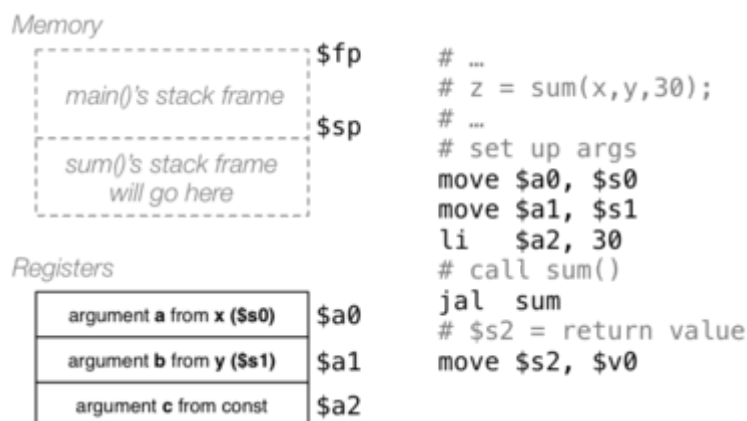 Memory
$fp
main()'s stack frame
$sp
sum()'s stack frame
will go here
Registers
argument a from x ($s0) $a0
argument b from y ($s1) $a1
argument c from const $a2
# …
# z = sum(x,y,30);
# …
# set up args
move $a0, $s0
move $a1, $s1
li   $a2, 30
# call sum()
jal  sum
# $s2 = return value
move $s2, $v0